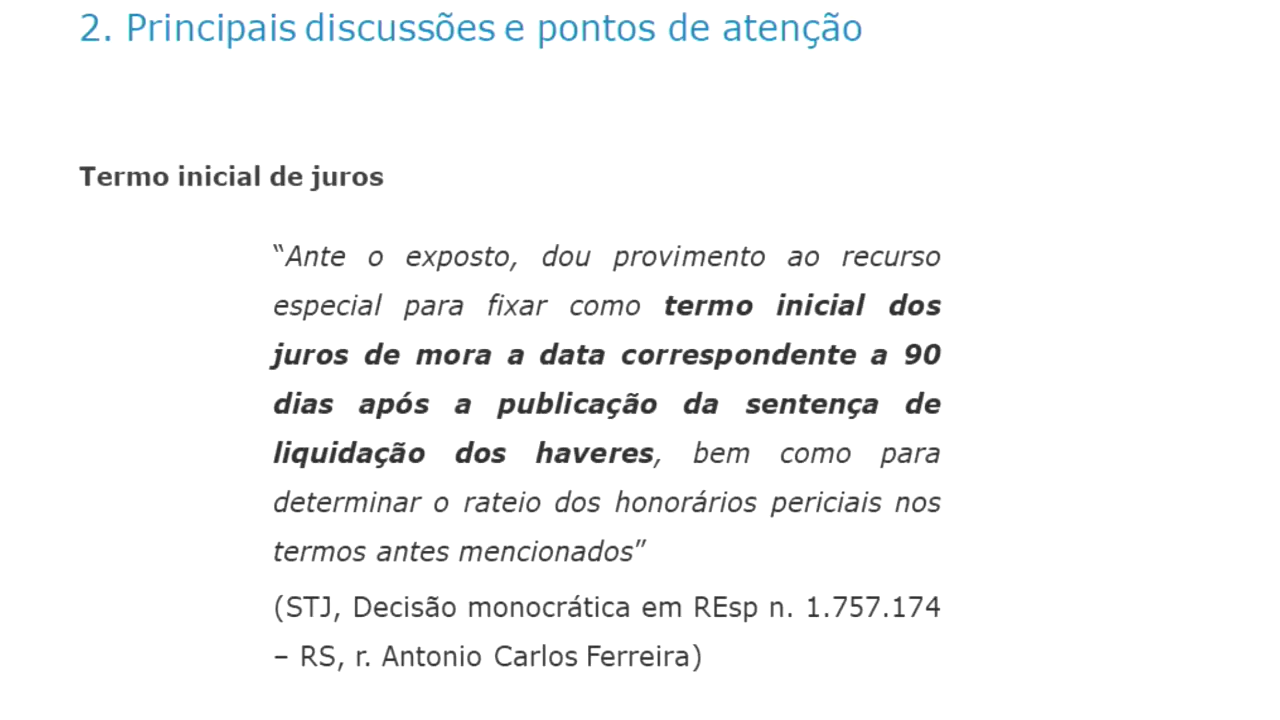 2. Principais discussões e pontos de atenção
Termo inicial de juros
“Ante o exposto, dou provimento ao recurso
especial para fixar como termo inicial dos
juros de mora a data correspondente a 90
dias após a publicação da sentença de
liquidação dos haveres, bem como para
determinar o rateio dos honorários periciais nos
termos antes mencionados”
(STJ, Decisão monocrática em REsp n. 1.757.174
– RS, r. Antonio Carlos Ferreira)